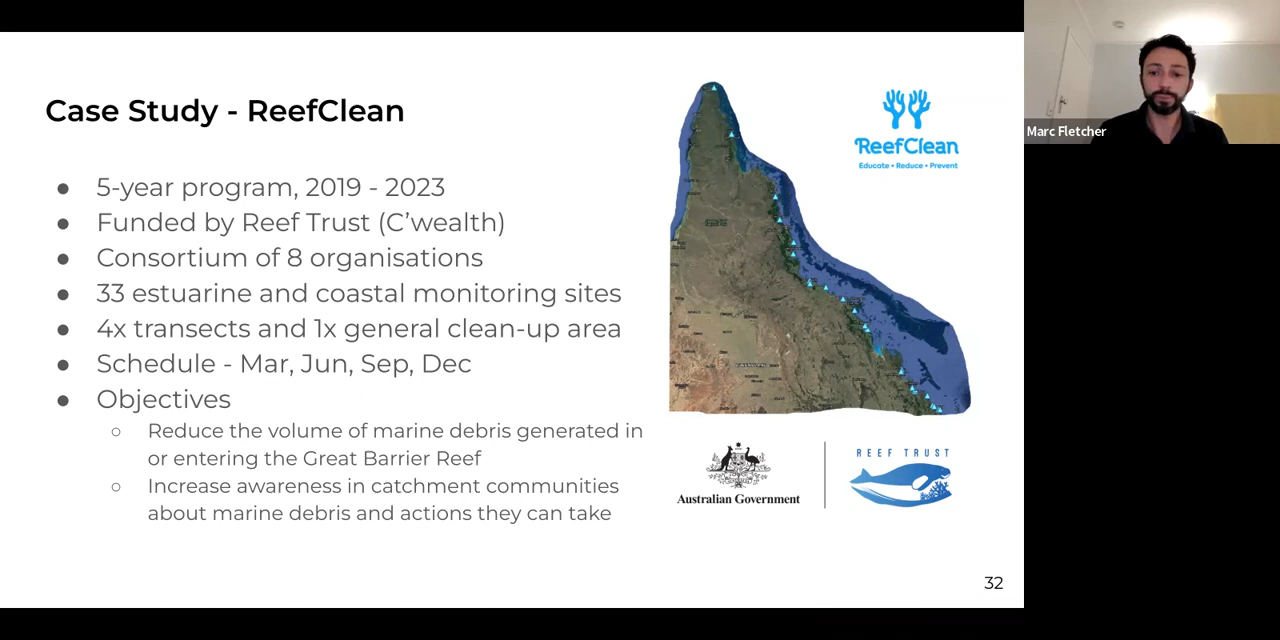 Case Study - ReefClean
● 5-year program, 2019 - 2023
● Funded by Reef Trust (C’wealth)
● Consortium of 8 organisations
● 33 estuarine and coastal monitoring sites
● 4x transects and 1x general clean-up area
● Schedule - Mar, Jun, Sep, Dec
● Objectives
○ Reduce the volume of marine debris generated in
or entering the Great Barrier Reef
○ Increase awareness in catchment communities
about marine debris and actions they can take
ReefClean
Educate • Reduce • Prevent
Australian Government
REEF TRUST
32
Marc Fletcher